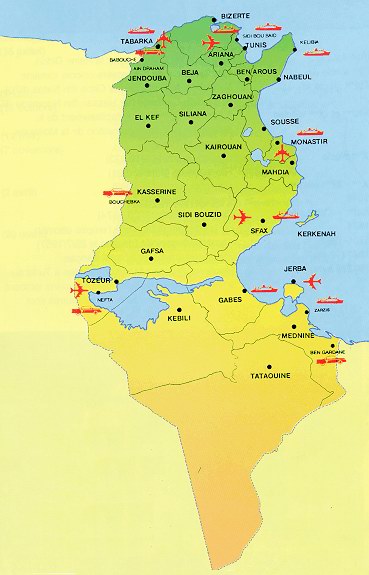 BIZERTE
SIDI BOU SAID
TABARKA
TUNIS
KELIBIA
BABOUCHE
ARIANA
AIN DRAHAM
JENDOUBA
BEJA
BEN AROUS
NABEUL
ZAGHOUAN
SILIANA
EL KEF
SOUSSE
MONASTIR
KAIROUAN
MAHDIA
KASSERINE
BOUCHEBKA
SIDI BOUZID
SFAX
KERKENAH
GAFSA
JERBA
TOZEUR
NEFTA
GABES
ZARZIS
KEBILI
MEDNINE
BEN GARDANE
TATAOUINE